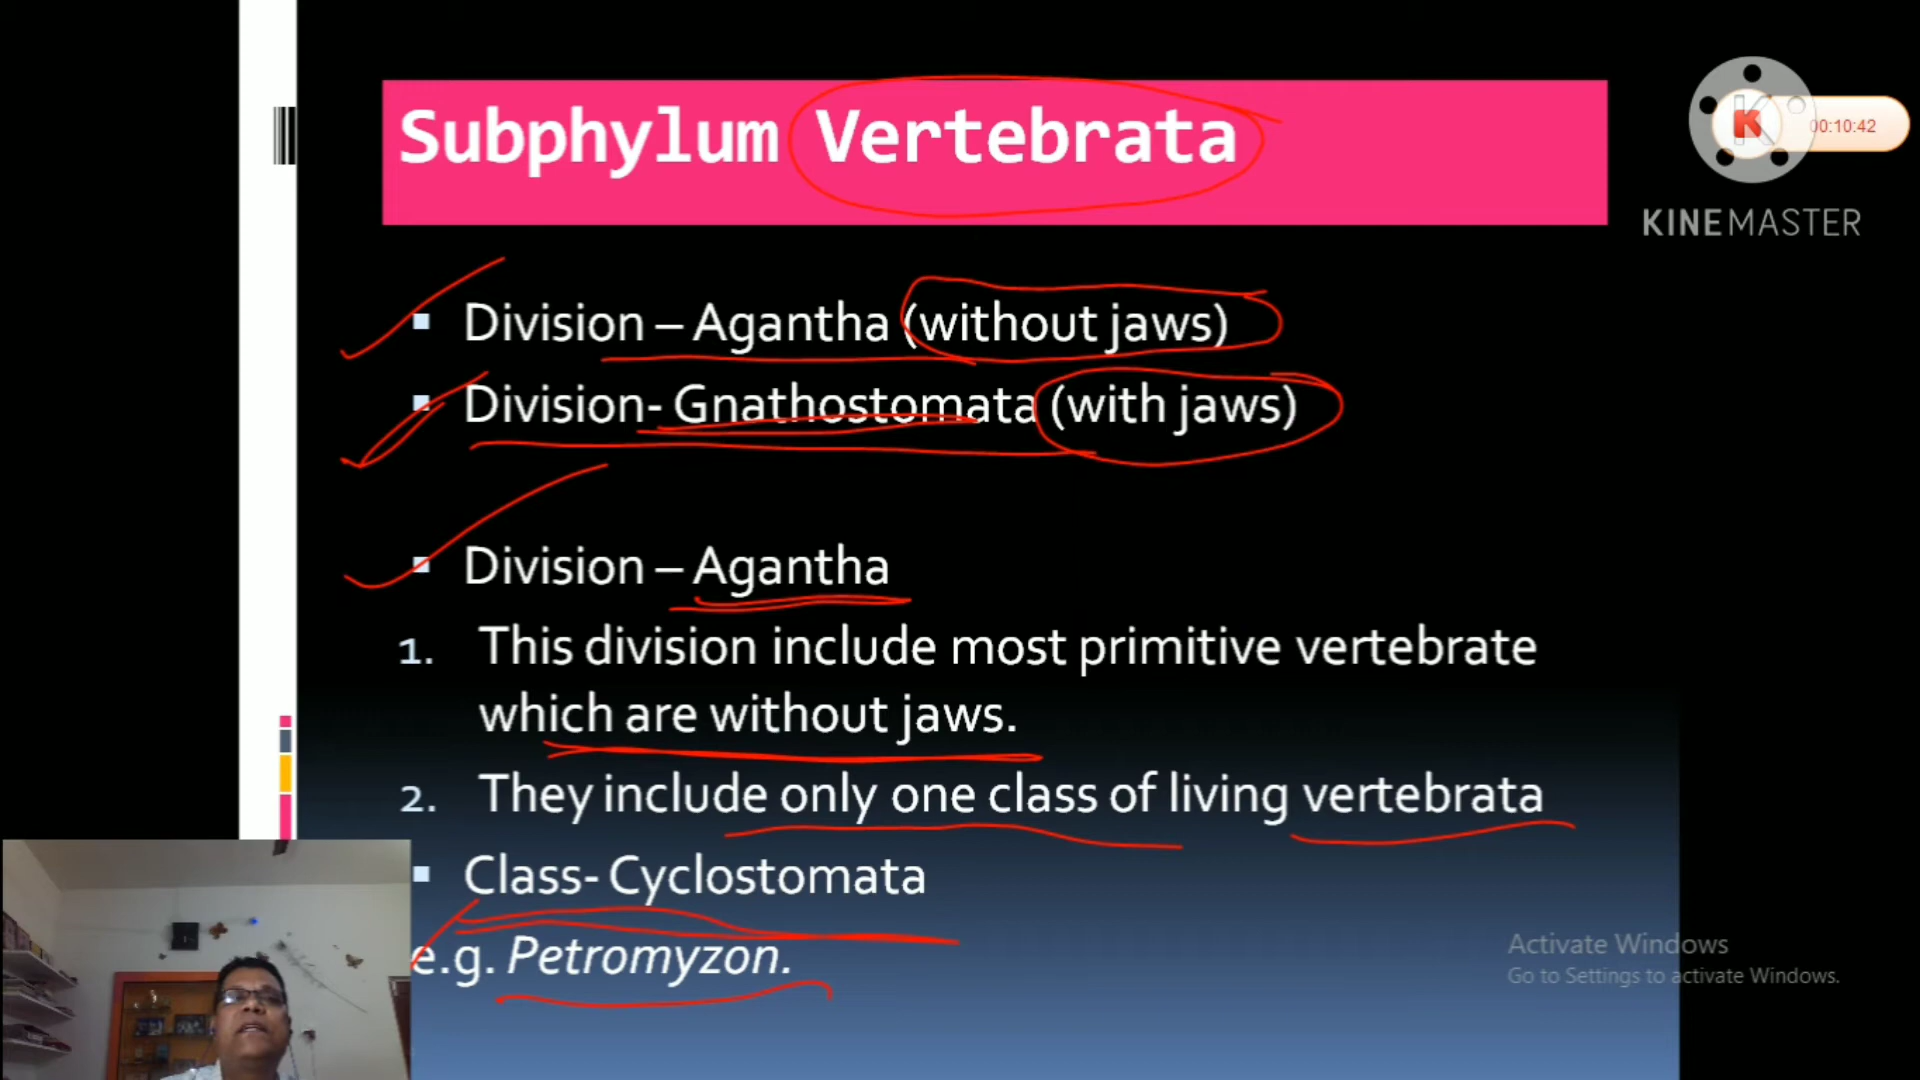 Subphylum Vertebrata
K
00:10:42
KINEMASTER
▪ Division – Agantha (without jaws)
▪ Division- Gnathostomata (with jaws)
▪ Division – Agantha
1. This division include most primitive vertebrate
which are without jaws.
2. They include only one class of living vertebrata
▪ Class- Cyclostomata
e.g. Petromyzon.
Activate Windows
Go to Settings to activate Windows.